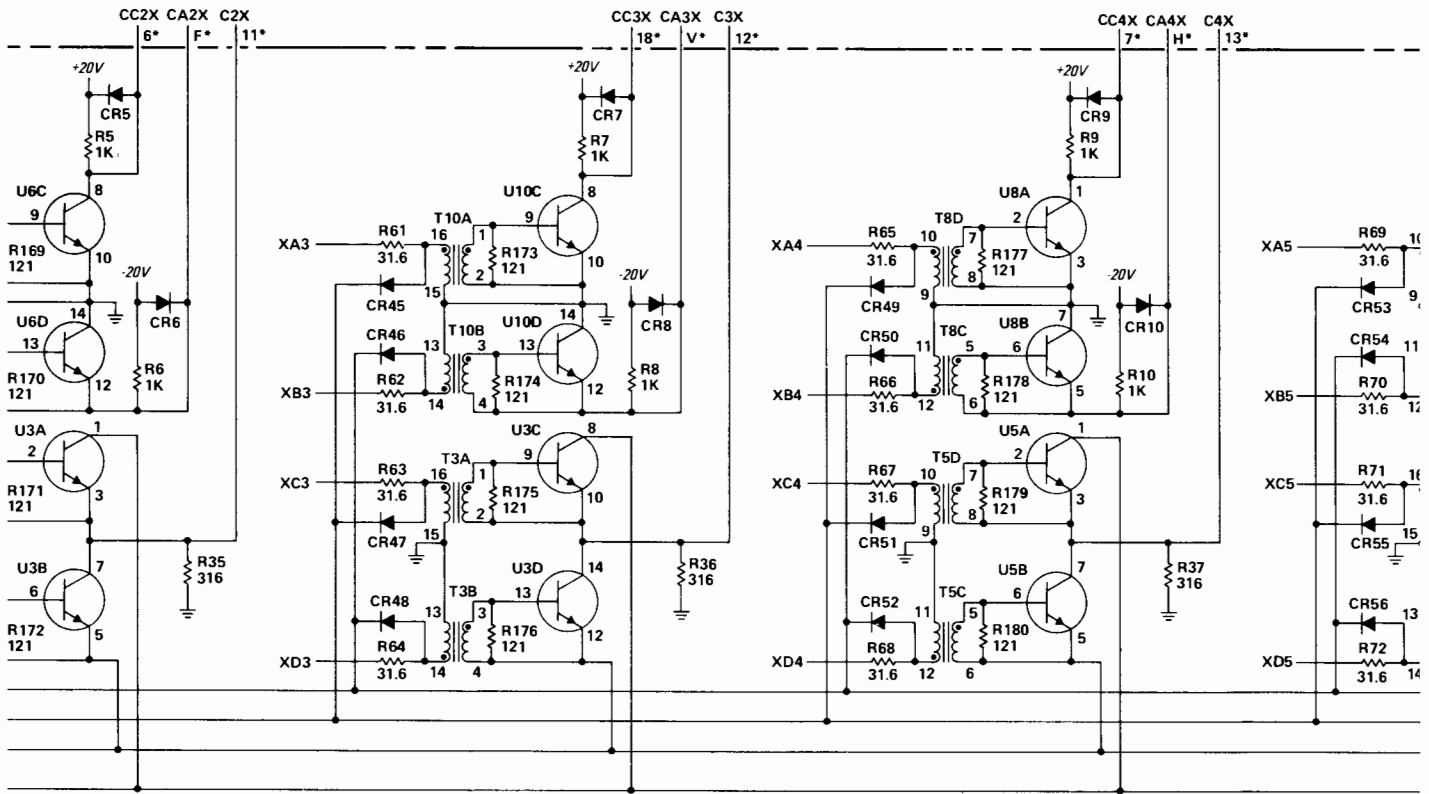 CC2X CA2X C2X
6* F* 11*
CC3X CA3X C3X
18* V* 12*
CC4X CA4X C4X
7* H* 13*
+20V
CR5
R5
1K
U6C
8
9
R169
121
10
-20V
CR6
U6D
14
13
R170
121
12
R6
1K
U3A
1
2
R171
121
3
R35
316
U3B
7
6
R172
121
5
+20V
CR7
R7
1K
U10C
8
XA3
R61
31.6
T10A
16
1
9
R173
121
2
10
15
CR45
-20V
CR8
CR46
T10B
U10D
14
13
3
13
XB3
R62
31.6
14
R174
121
4
12
R8
1K
U3C
8
XC3
R63
31.6
T3A
16
1
9
R175
121
2
10
15
CR47
R36
316
U3D
14
CR48
T3B
13
3
13
XD3
R64
31.6
14
R176
121
4
12
+20V
CR9
R9
1K
U8A
1
XA4
R65
31.6
T8D
10
7
2
R177
121
8
3
9
CR49
-20V
CR10
CR50
T8C
U8B
7
11
5
6
XB4
R66
31.6
12
R178
121
6
5
R10
1K
U5A
1
XC4
R67
31.6
T5D
10
7
2
R179
121
8
3
9
CR51
R37
316
U5B
7
CR52
T5C
11
5
6
XD4
R68
31.6
12
R180
121
6
5
XA5
R69
31.6
10
CR53
9
CR54
11
XB5
R70
31.6
12
XC5
R71
31.6
16
CR55
15
CR56
13
XD5
R72
31.6
14